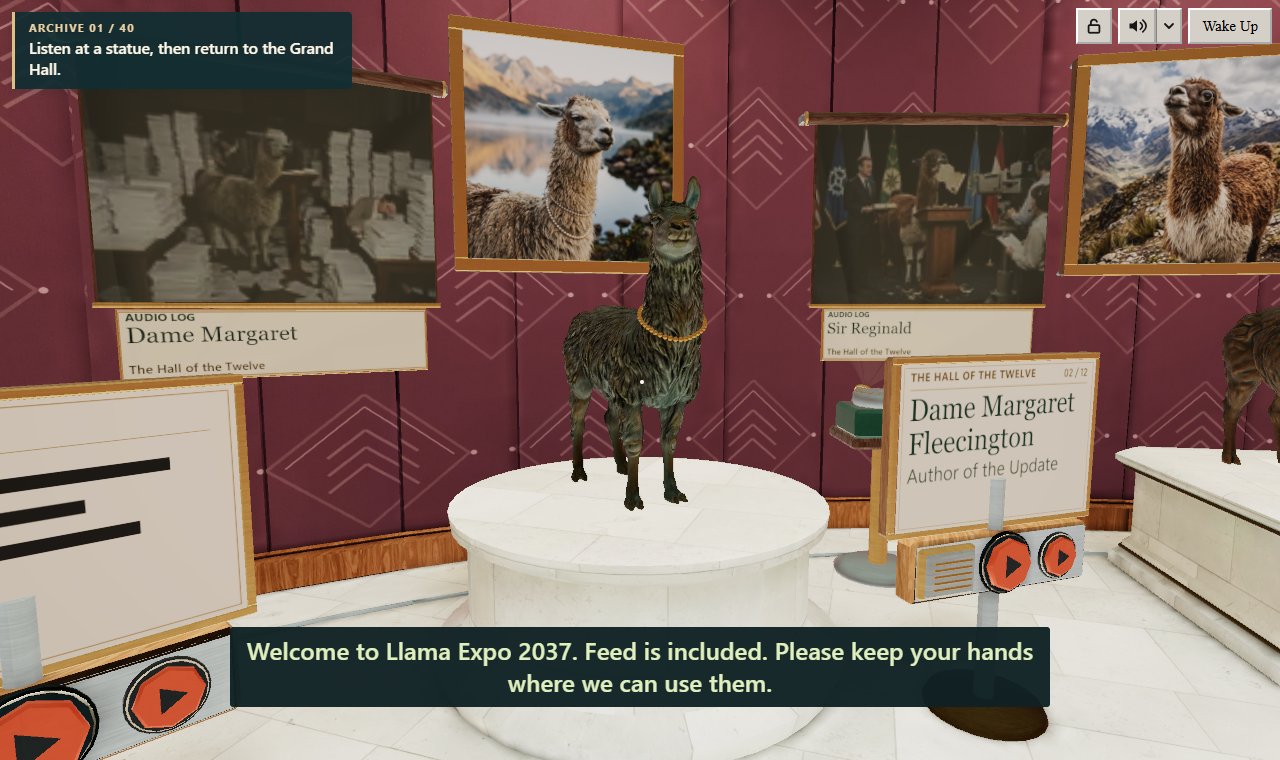 ARCHIVE 01 / 40
Listen at a statue, then return to the Grand
Hall.
Wake Up
AUDIO LOG
Dame Margaret
The Hall of the Twelve
AUDIO LOG
Sir Reginald
The Hall of the Twelve
THE HALL OF THE TWELVE 02 / 12
Dame Margaret
Fleecington
Author of the Update
Welcome to Llama Expo 2037. Feed is included. Please keep your hands
where we can use them.